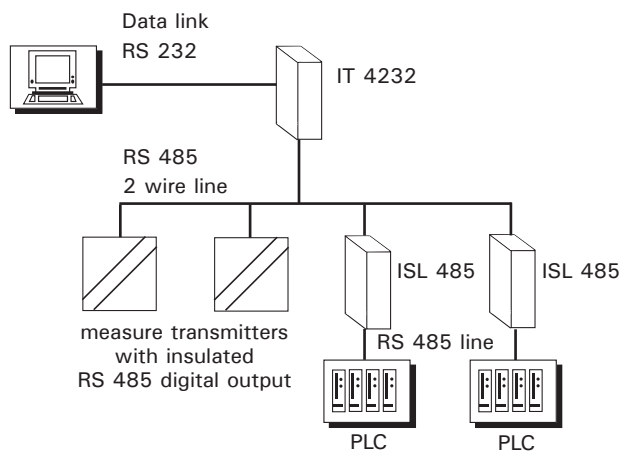 Data link
RS 232
IT 4232
RS 485
2 wire line
ISL 485
ISL 485
measure transmitters
with insulated
RS 485 digital output
RS 485 line
PLC
PLC